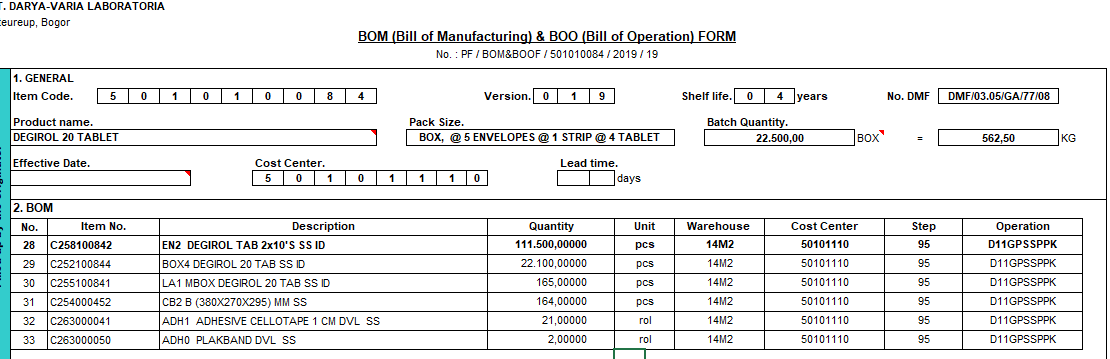 T. DARYA-VARIA LABORATORIA
teureup, Bogor
BOM (Bill of Manufacturing) & BOO (Bill of Operation) FORM
No. : PF / BOM&BOOF / 501010084 / 2019 / 19
1. GENERAL
Item Code. 5 0 1 0 1 0 0 8 4 Version. 0 1 9 Shelf life. 0 4 years No. DMF DMF/03.05/GA/77/08
Product name. Pack Size. Batch Quantity.
DEGIROL 20 TABLET BOX, @ 5 ENVELOPES @ 1 STRIP @ 4 TABLET 22.500,00 BOX = 562,50 KG
Effective Date. Cost Center. Lead time.
5 0 1 0 1 1 1 0 days
2. BOM
No. Item No. Description Quantity Unit Warehouse Cost Center Step Operation
28 C258100842 EN2 DEGIROL TAB 2x10'S SS ID 111.500,00000 pcs 14M2 50101110 95 D11GPSSPPK
29 C252100844 BOX4 DEGIROL 20 TAB SS ID 22.100,00000 pcs 14M2 50101110 95 D11GPSSPPK
30 C255100841 LA1 MBOX DEGIROL 20 TAB SS ID 165,00000 pcs 14M2 50101110 95 D11GPSSPPK
31 C254000452 CB2 B (380X270X295) MM SS 164,00000 pcs 14M2 50101110 95 D11GPSSPPK
32 C263000041 ADH1 ADHESIVE CELLOTAPE 1 CM DVL SS 21,00000 rol 14M2 50101110 95 D11GPSSPPK
33 C263000050 ADH0 PLAKBAND DVL SS 2,00000 rol 14M2 50101110 95 D11GPSSPPK